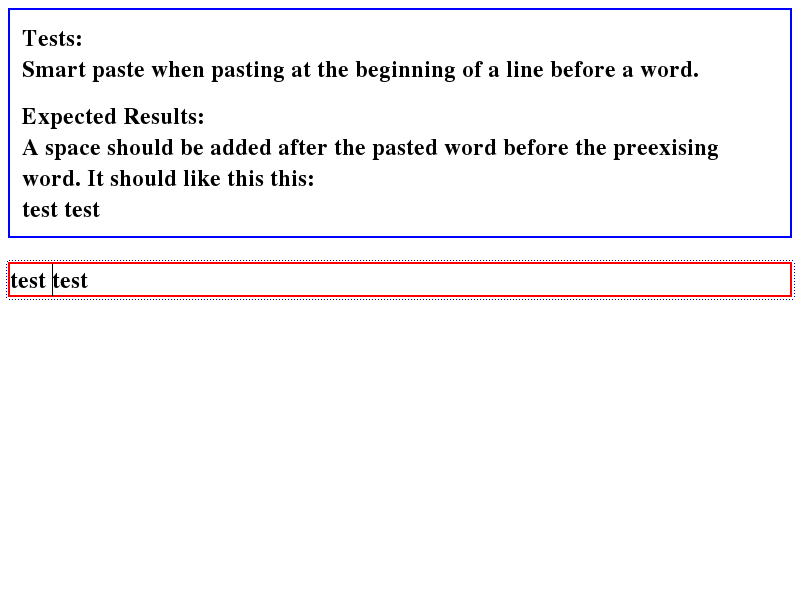 Tests:
Smart paste when pasting at the beginning of a line before a word.
Expected Results:
A space should be added after the pasted word before the preexising
word. It should like this this:
test test
test test